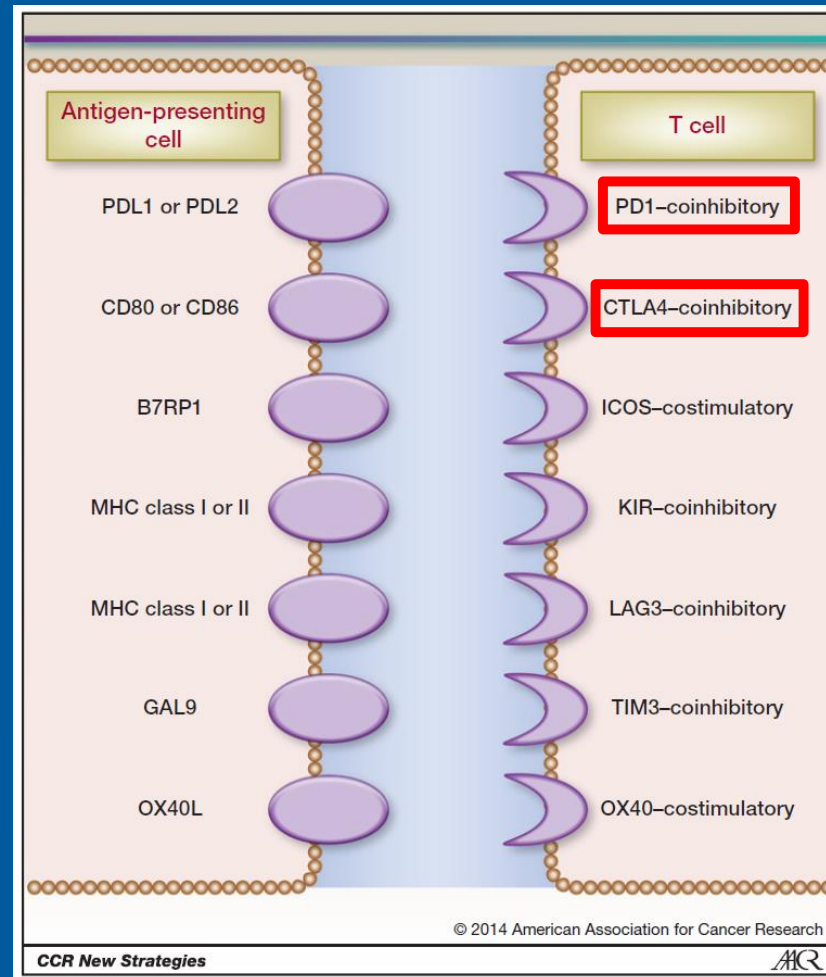 Antigen-presenting
cell
T cell
PDL1 or PDL2
PD1–coinhibitory
CD80 or CD86
CTLA4–coinhibitory
B7RP1
ICOS–costimulatory
MHC class I or II
KIR–coinhibitory
MHC class I or II
LAG3–coinhibitory
GAL9
TIM3–coinhibitory
OX40L
OX40–costimulatory
© 2014 American Association for Cancer Research
CCR New Strategies
AACR